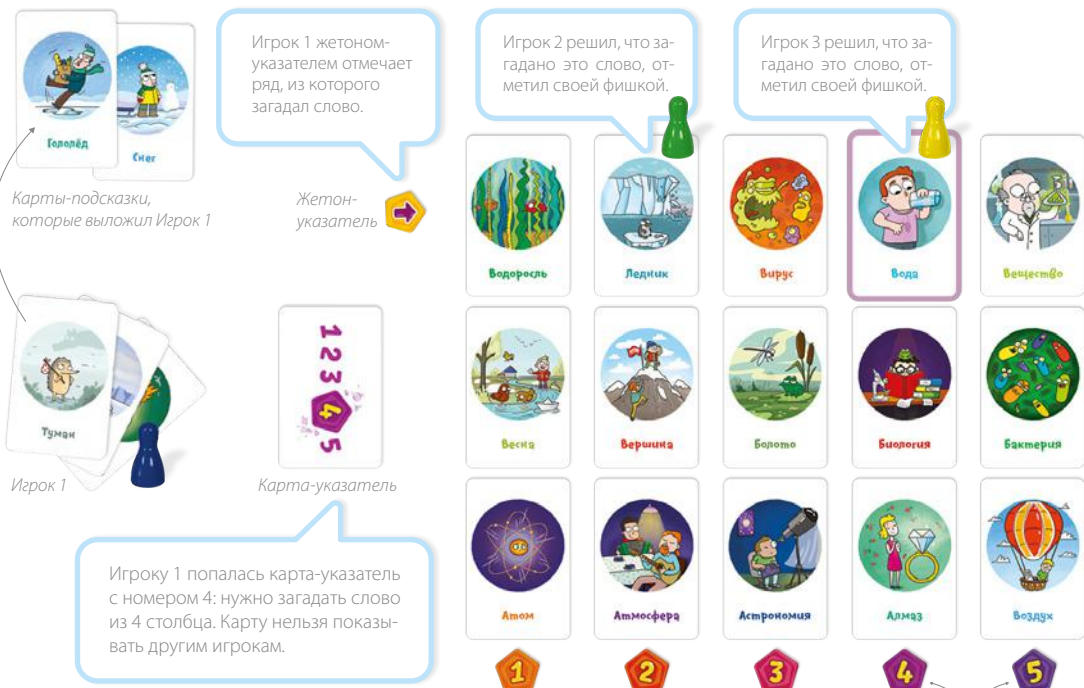 Гололёд
Снег
Карты-подсказки,
которые выложил Игрок 1
Игрок 1 жетоном-
указателем отмечает
ряд, из которого
загадал слово.
Жетон-
указатель
Игрок 2 решил, что за-
гадано это слово, от-
метил своей фишкой.
Игрок 3 решил, что за-
гадано это слово, от-
метил своей фишкой.
Водоросль
Ледник
Вирус
Вода
Вещество
Туман
Игрок 1
1 2 3 4 5
Карта-указатель
Весна
Вершина
Болото
Биология
Бактерия
Игроку 1 попалась карта-указатель
с номером 4: нужно загадать слово
из 4 столбца. Карту нельзя показы-
вать другим игрокам.
Атом
Атмосфера
Астрономия
Алмаз
Воздух
1 2 3 4 5